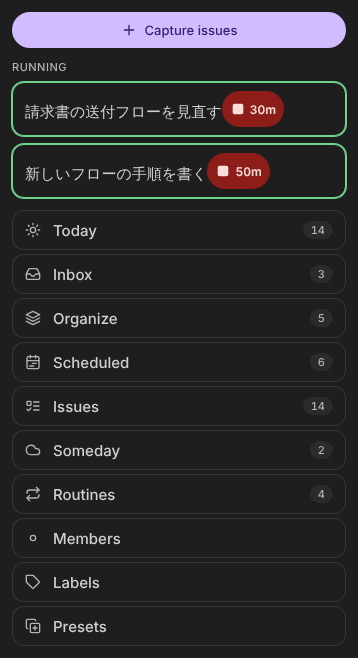 Capture issues
RUNNING
請求書の送付フローを見直す 30m
新しいフローの手順を書く 50m
Today 14
Inbox 3
Organize 5
Scheduled 6
Issues 14
Someday 2
Routines 4
Members
Labels
Presets